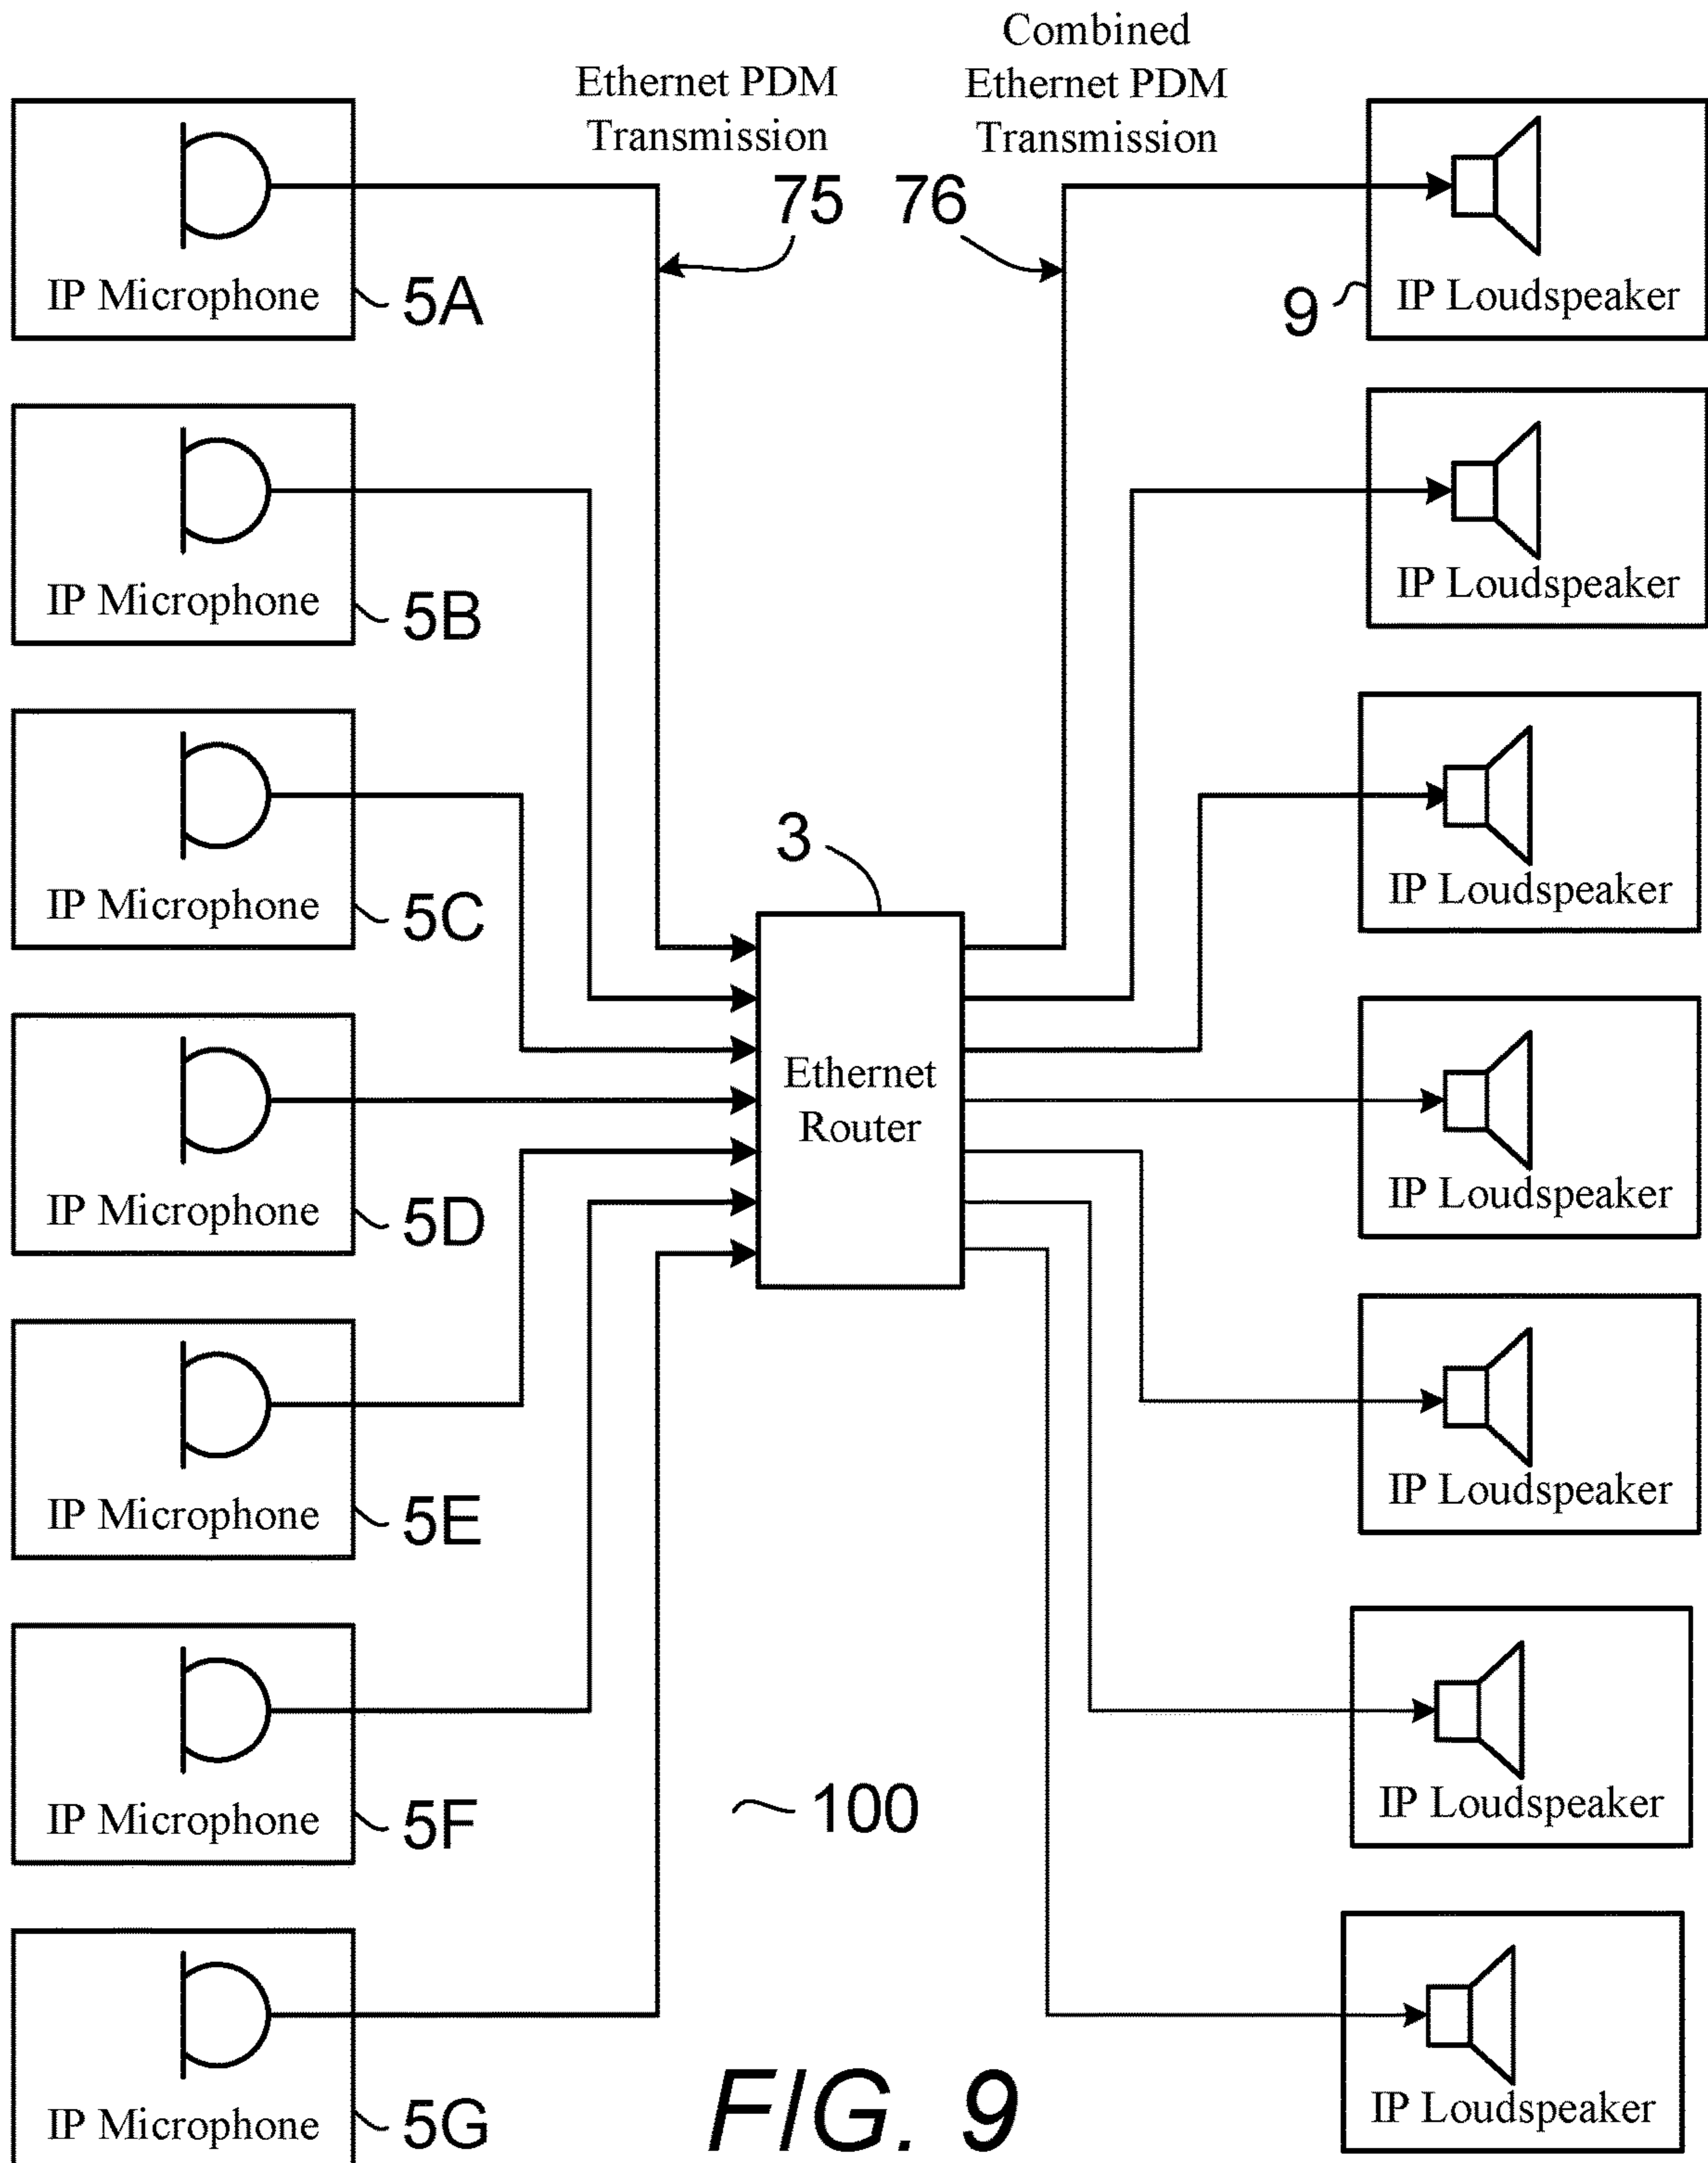 Ethernet PDM
Transmission
75
Combined
Ethernet PDM
Transmission
76
IP Microphone
5A
IP Microphone
5B
IP Microphone
5C
IP Microphone
5D
IP Microphone
5E
IP Microphone
5F
IP Microphone
5G
3
Ethernet
Router
9
IP Loudspeaker
IP Loudspeaker
IP Loudspeaker
IP Loudspeaker
IP Loudspeaker
IP Loudspeaker
IP Loudspeaker
100
FIG. 9